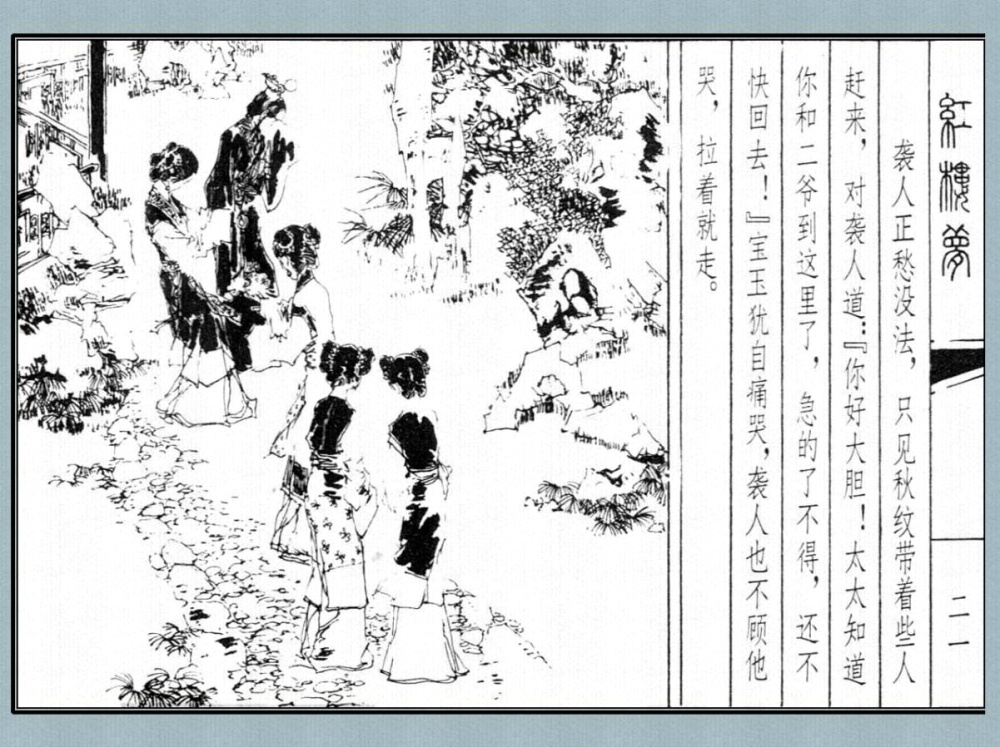 紅樓夢
二一
袭人正愁没法，只见秋纹带着些人
赶来，对袭人道：『你好大胆！太太知道
你和二爷到这里了，急的了不得，还不
快回去！』宝玉犹自痛哭，袭人也不顾他
哭，拉着就走。